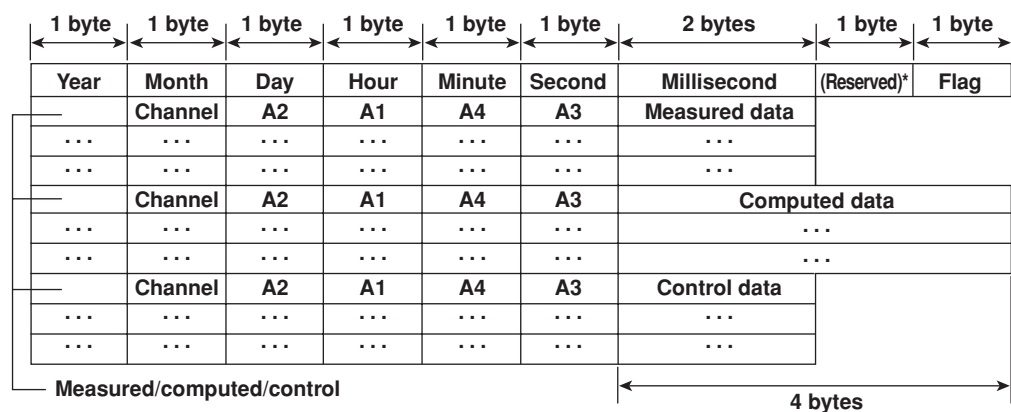 1 byte 1 byte 1 byte 1 byte 1 byte 1 byte 2 bytes 1 byte 1 byte
Year Month Day Hour Minute Second Millisecond (Reserved)* Flag
Channel A2 A1 A4 A3 Measured data
... ... ... ... ... ... ...
... ... ... ... ... ... ...
Channel A2 A1 A4 A3 Computed data
... ... ... ... ... ... ...
... ... ... ... ... ... ...
Channel A2 A1 A4 A3 Control data
... ... ... ... ... ... ...
... ... ... ... ... ... ...
Measured/computed/control
4 bytes